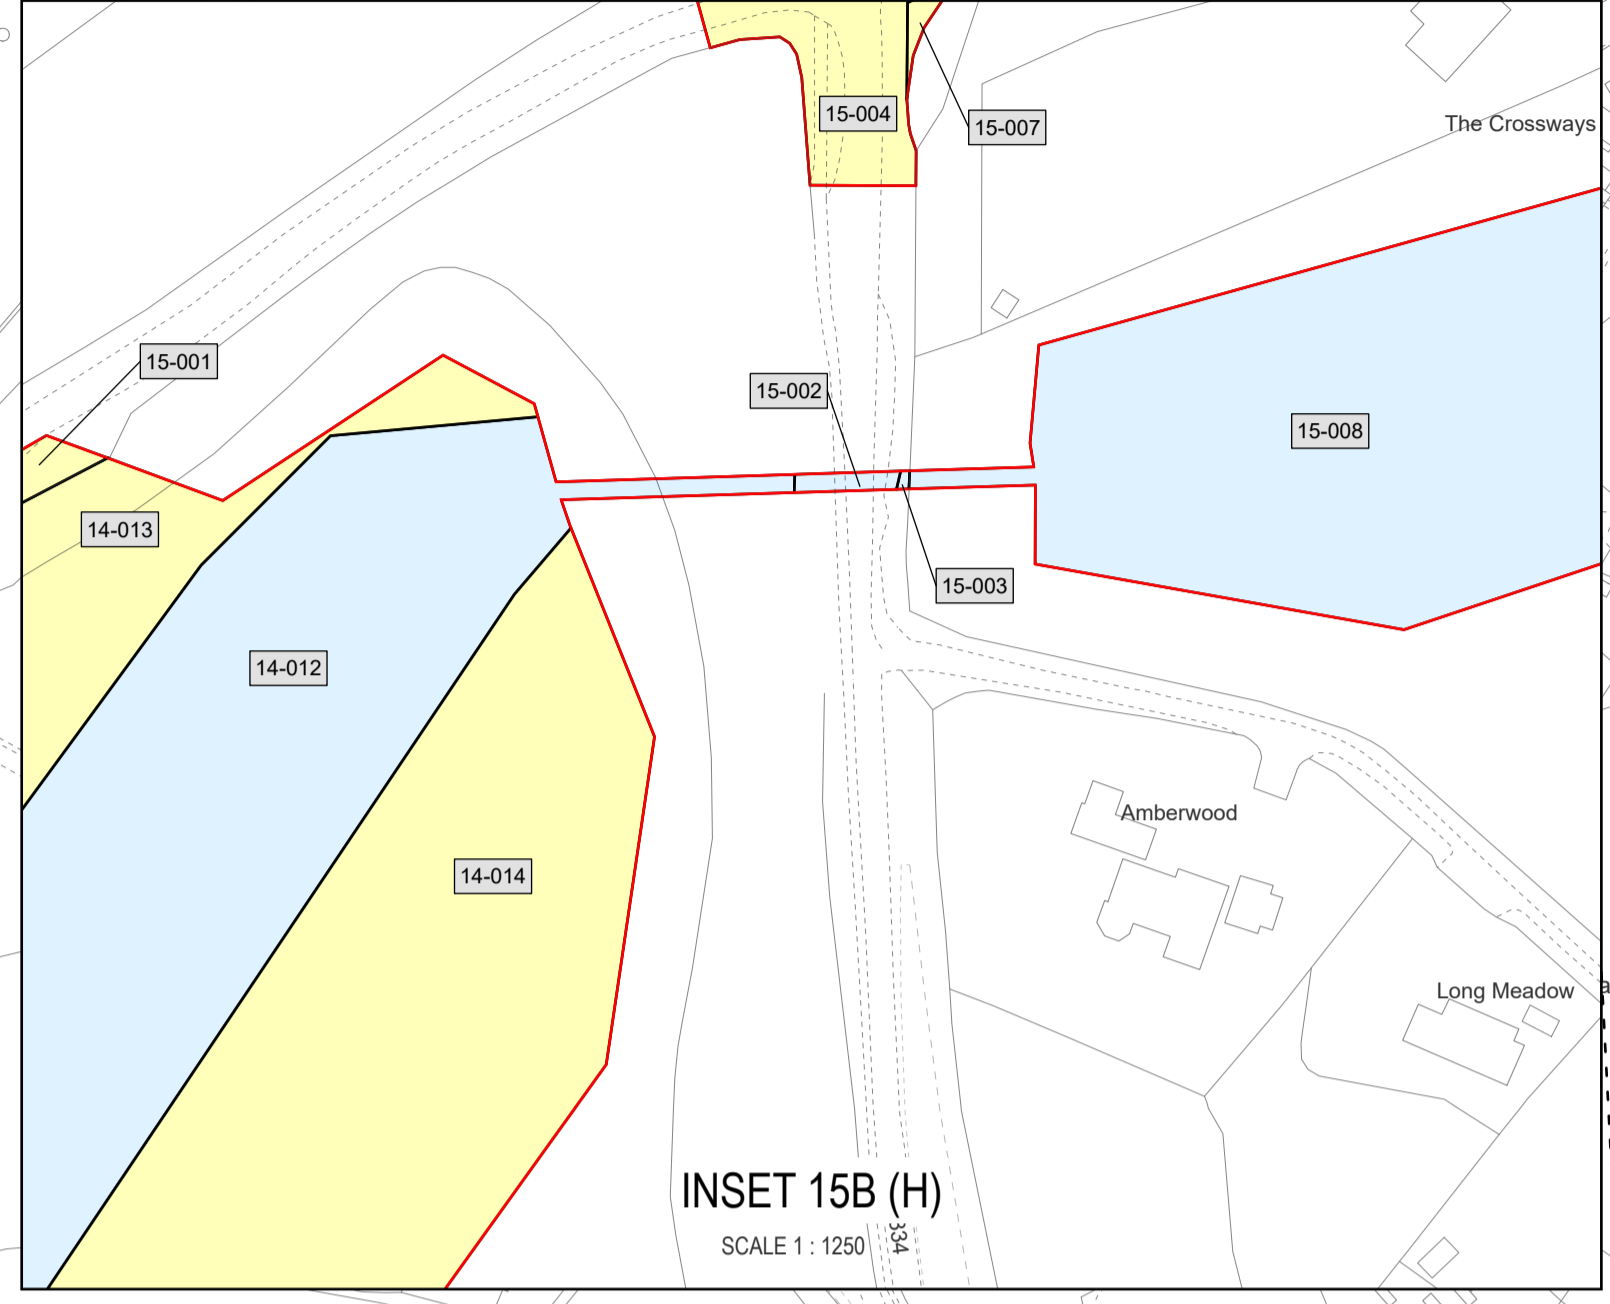 15-004
15-007
The Crossways
15-001
15-002
15-008
14-013
15-003
14-012
Amberwood
14-014
Long Meadow
INSET 15B (H)
SCALE 1 : 1250